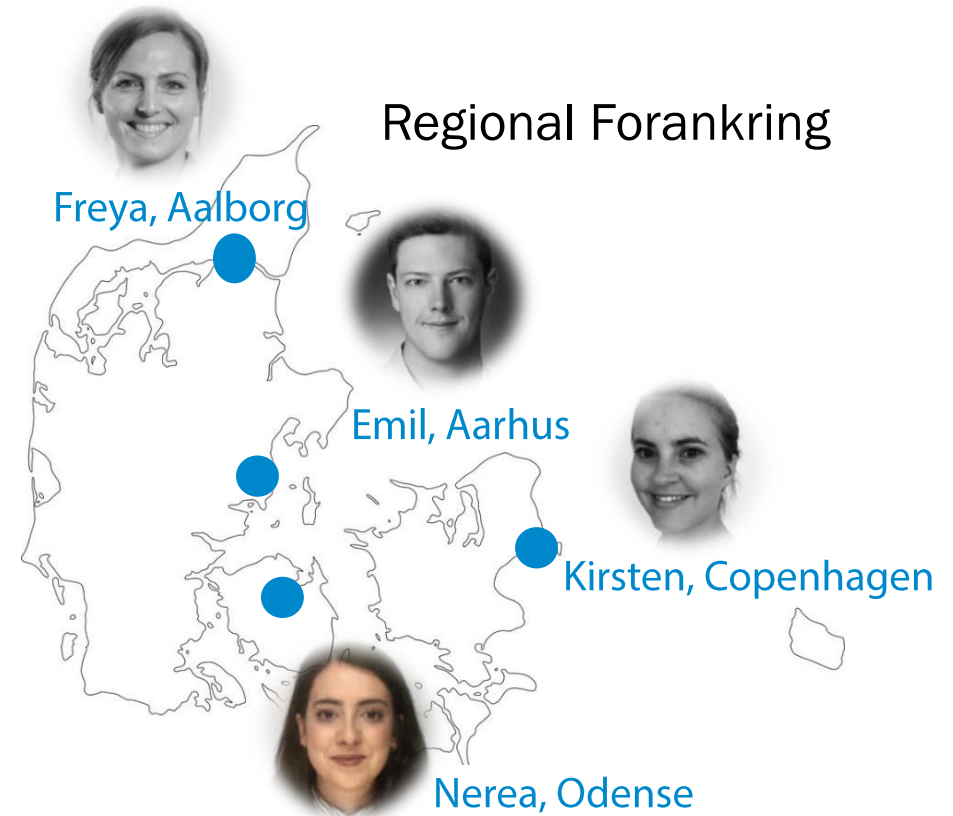 Regional Forankring
Freya, Aalborg
Emil, Aarhus
Kirsten, Copenhagen
Nerea, Odense